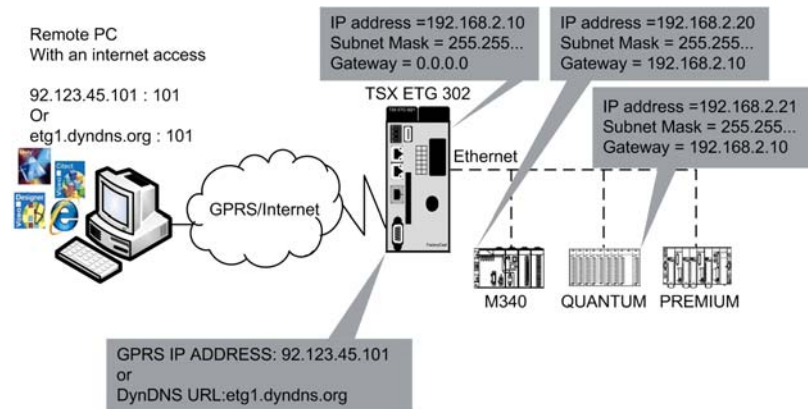 Remote PC
With an internet access
92.123.45.101 : 101
Or
etg1.dyndns.org : 101
IP address =192.168.2.10
Subnet Mask = 255.255...
Gateway = 0.0.0.0
IP address =192.168.2.20
Subnet Mask = 255.255...
Gateway = 192.168.2.10
IP address =192.168.2.21
Subnet Mask = 255.255...
Gateway = 192.168.2.10
TSX ETG 302
Ethernet
GPRS/Internet
M340
QUANTUM
PREMIUM
GPRS IP ADDRESS: 92.123.45.101
or
DynDNS URL:etg1.dyndns.org